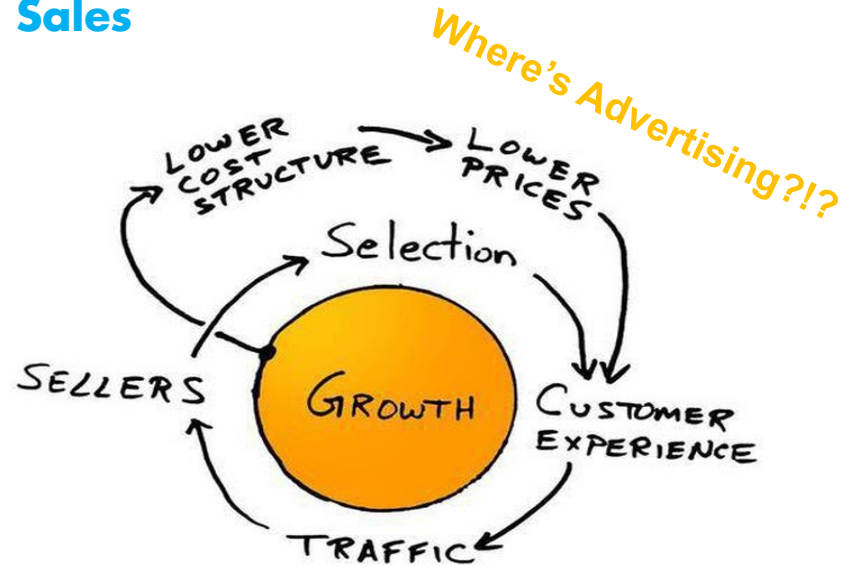 Sales
Where's Advertising?!?
LOWER
COST
STRUCTURE
LOWER
PRICES
Selection
SELLERS
GROWTH
CUSTOMER
EXPERIENCE
TRAFFIC